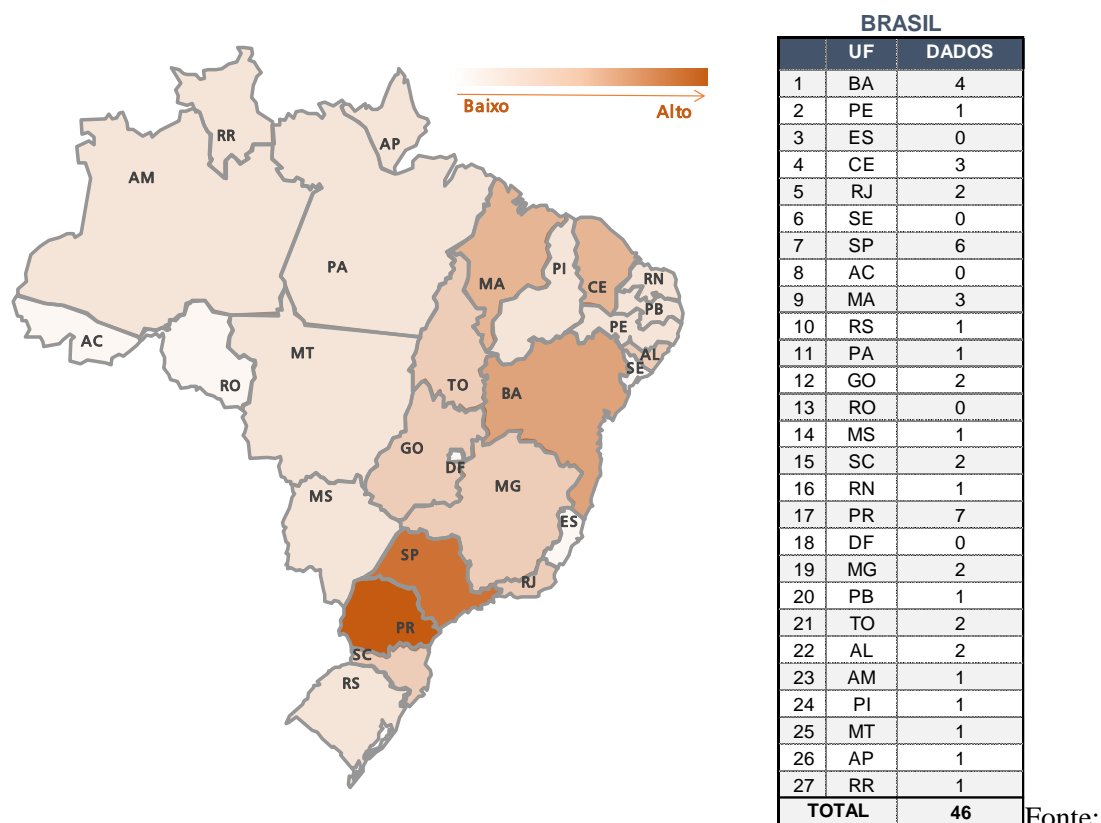 BRASIL
UF DADOS
1 BA 4
2 PE 1
3 ES 0
4 CE 3
5 RJ 2
6 SE 0
7 SP 6
8 AC 0
9 MA 3
10 RS 1
11 PA 1
12 GO 2
13 RO 0
14 MS 1
15 SC 2
16 RN 1
17 PR 7
18 DF 0
19 MG 2
20 PB 1
21 TO 2
22 AL 2
23 AM 1
24 PI 1
25 MT 1
26 AP 1
27 RR 1
TOTAL 46
Fonte:
Baixo
Alto
RR
AP
AM
PA
MA
PI
CE
RN
PB
PE
AL
SE
AC
RO
MT
TO
BA
GO
DF
MG
MS
ES
SP
RJ
PR
SC
RS